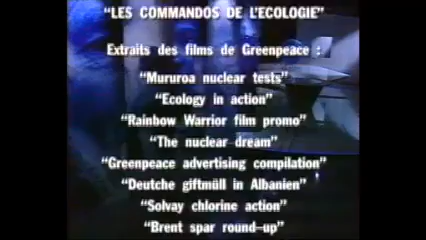 "LES COMMANDOS DE L'ECOLOGIE"
Extraits des films de Greenpeace :
"Mururoa nuclear tests"
"Ecology in action"
"Rainbow Warrior film promo"
"The nuclear dream"
"Greenpeace advertising compilation"
"Deutche giftmüll in Albanien"
"Solvay chlorine action"
"Brent spar round-up"